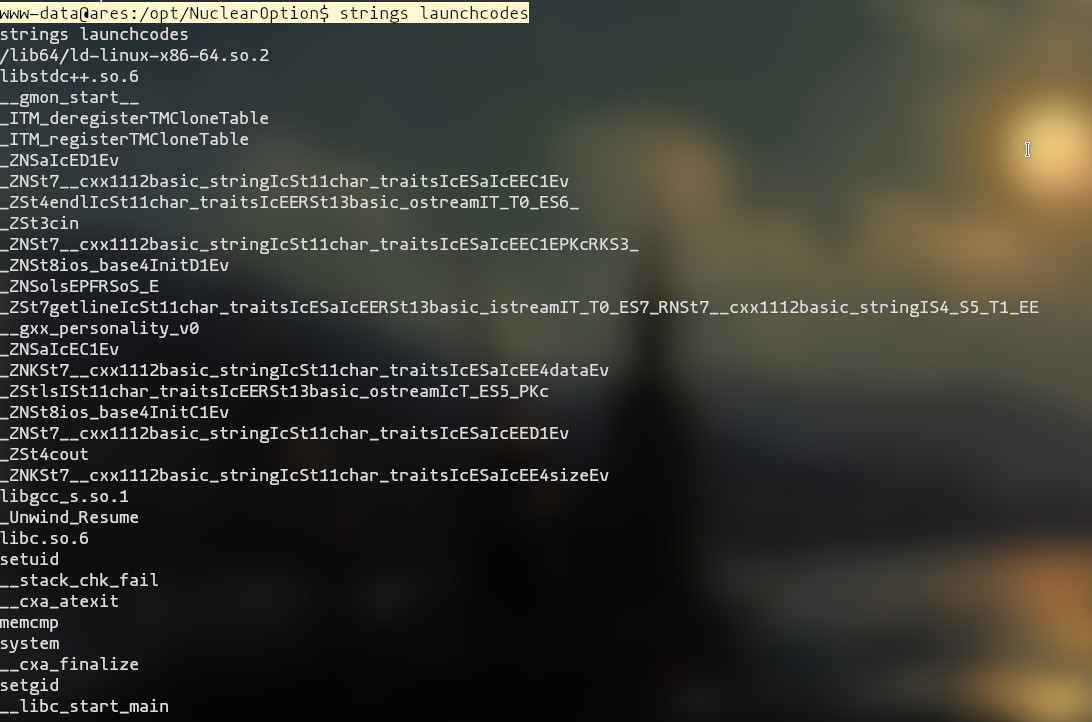 www-data@ares:/opt/NuclearOption$ strings launchcodes
strings launchcodes
/lib64/ld-linux-x86-64.so.2
libstdc++.so.6
__gmon_start__
_ITM_deregisterTMCloneTable
_ITM_registerTMCloneTable
_ZNSaIcED1Ev
_ZNSt7__cxx1112basic_stringIcSt11char_traitsIcESaIcEEC1Ev
_ZSt4endlIcSt11char_traitsIcEERSt13basic_ostreamIT_T0_ES6_
_ZSt3cin
_ZNSt7__cxx1112basic_stringIcSt11char_traitsIcESaIcEEC1EPKcRKS3_
_ZNSt8ios_base4InitD1Ev
_ZNSolsEPFRSoS_E
_ZSt7getlineIcSt11char_traitsIcESaIcEERSt13basic_istreamIT_T0_ES7_RNSt7__cxx1112basic_stringIS4_S5_T1_EE
__gxx_personality_v0
_ZNSaIcEC1Ev
_ZNKSt7__cxx1112basic_stringIcSt11char_traitsIcESaIcEE4dataEv
_ZStlsISt11char_traitsIcEERSt13basic_ostreamIcT_ES5_PKc
_ZNSt8ios_base4InitC1Ev
_ZNSt7__cxx1112basic_stringIcSt11char_traitsIcESaIcEED1Ev
_ZSt4cout
_ZNKSt7__cxx1112basic_stringIcSt11char_traitsIcESaIcEE4sizeEv
libgcc_s.so.1
_Unwind_Resume
libc.so.6
setuid
__stack_chk_fail
__cxa_atexit
memcmp
system
__cxa_finalize
setgid
__libc_start_main